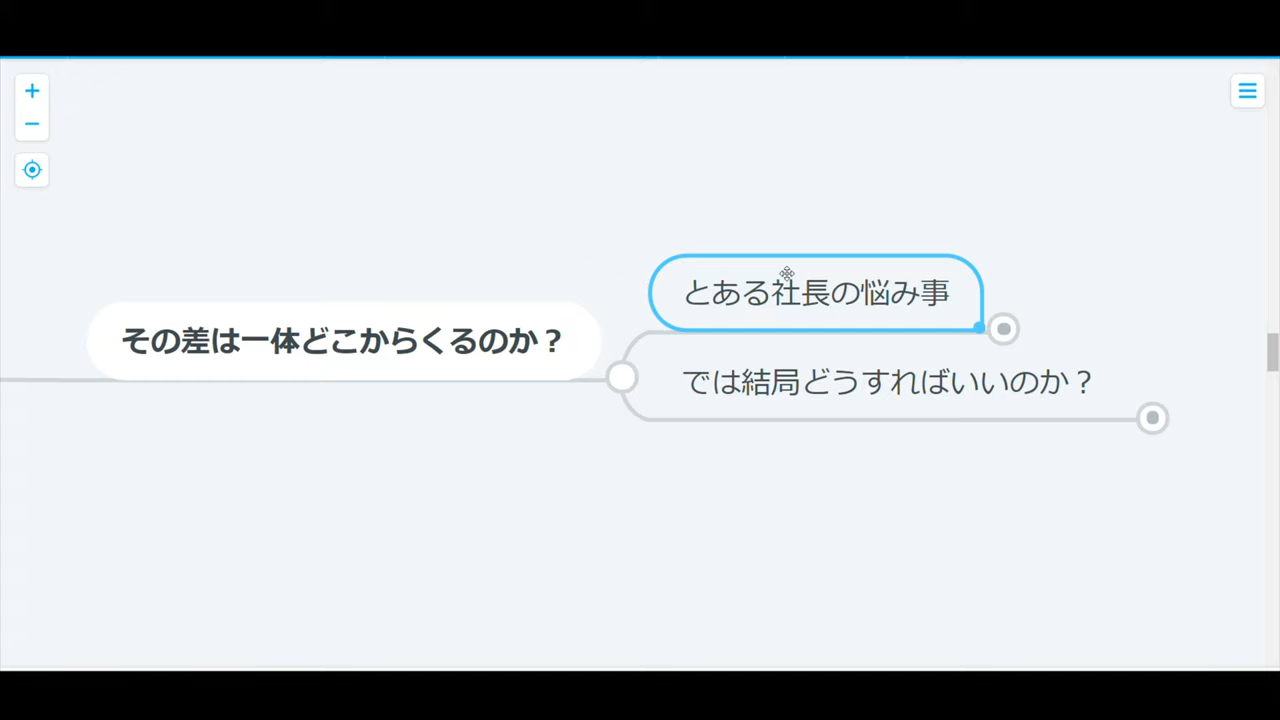 とある社長の悩み事
その差は一体どこからくるのか？
では結局どうすればいいのか？